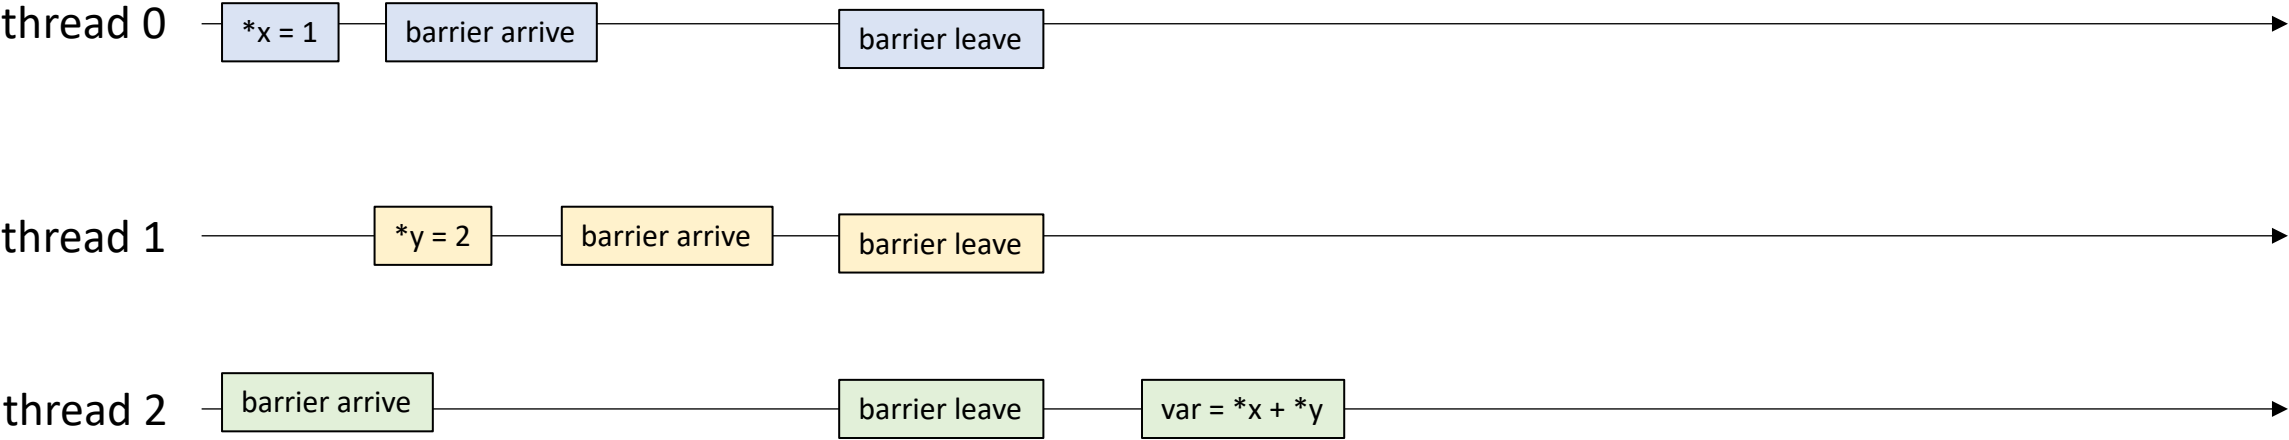 thread 0
*x = 1
barrier arrive
barrier leave
thread 1
*y = 2
barrier arrive
barrier leave
thread 2
barrier arrive
barrier leave
var = *x + *y